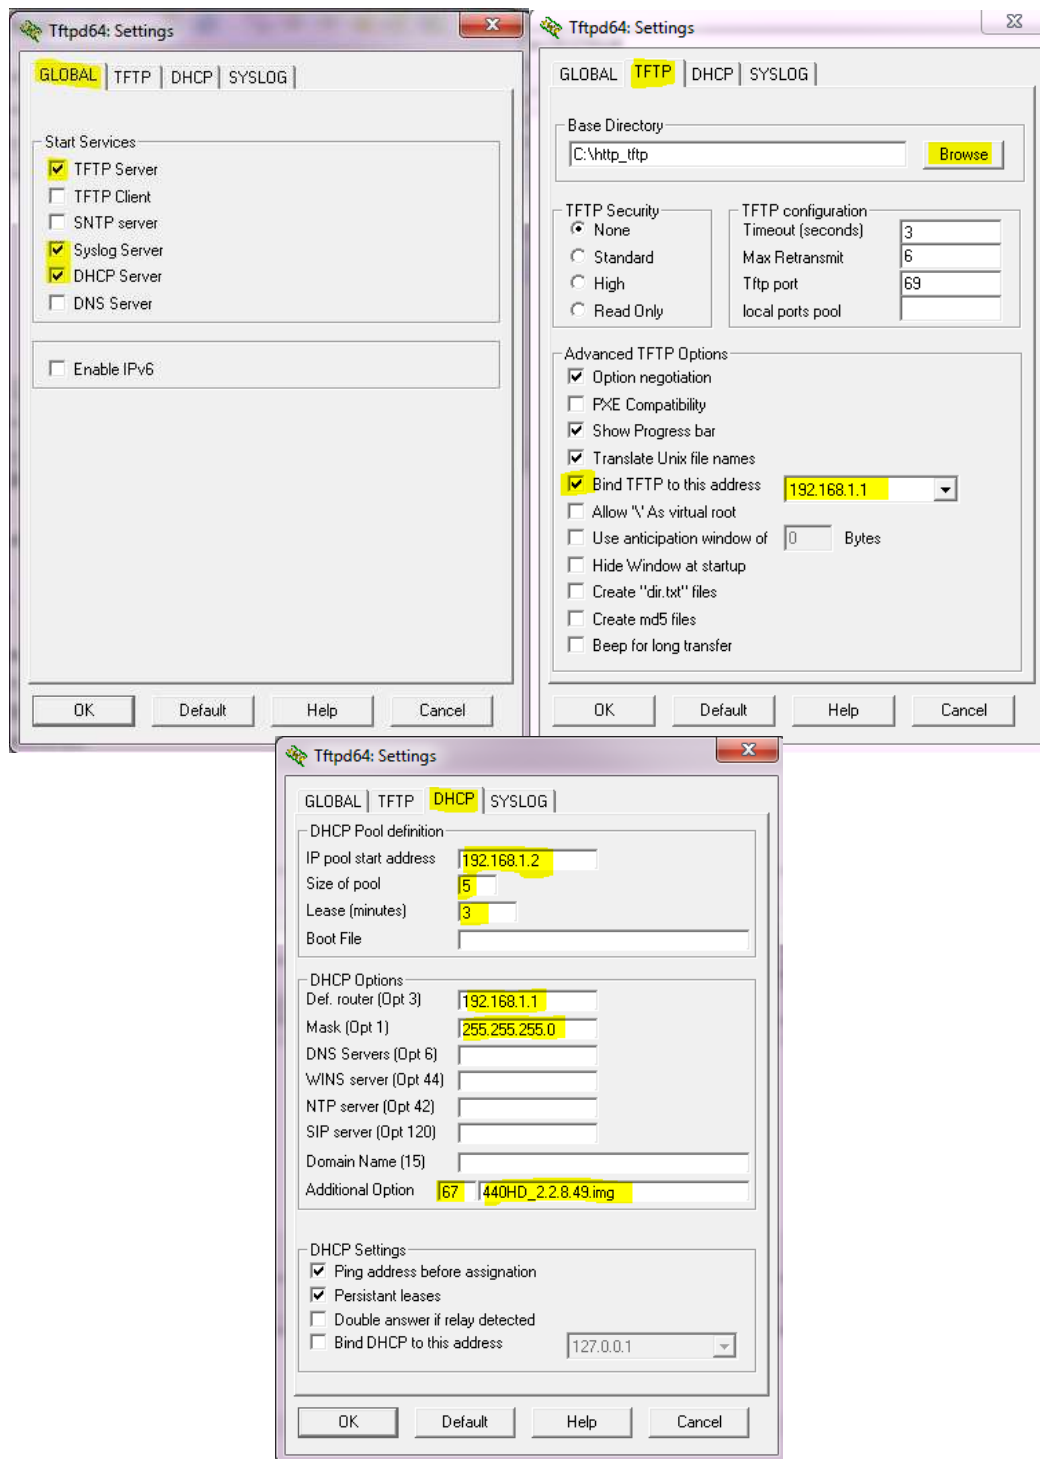 Tftpd64: Settings
GLOBAL TFTP DHCP SYSLOG
Start Services
TFTP Server
TFTP Client
SNTP server
Syslog Server
DHCP Server
DNS Server
Enable IPv6
OK Default Help Cancel
Tftpd64: Settings
GLOBAL TFTP DHCP SYSLOG
Base Directory
C:\http_tftp Browse
TFTP Security
None
Standard
High
Read Only
TFTP configuration
Timeout (seconds) 3
Max Retransmit 6
Tftp port 69
local ports pool
Advanced TFTP Options
Option negotiation
PXE Compatibility
Show Progress bar
Translate Unix file names
Bind TFTP to this address 192.168.1.1
Allow '\' As virtual root
Use anticipation window of 0 Bytes
Hide Window at startup
Create "dir.txt" files
Create md5 files
Beep for long transfer
OK Default Help Cancel
Tftpd64: Settings
GLOBAL TFTP DHCP SYSLOG
DHCP Pool definition
IP pool start address 192.168.1.2
Size of pool 5
Lease (minutes) 3
Boot File
DHCP Options
Def. router (Opt 3) 192.168.1.1
Mask (Opt 1) 255.255.255.0
DNS Servers (Opt 6)
WINS server (Opt 44)
NTP server (Opt 42)
SIP server (Opt 120)
Domain Name (15)
Additional Option 67 440HD_2.2.8.49.img
DHCP Settings
Ping address before assignation
Persistant leases
Double answer if relay detected
Bind DHCP to this address 127.0.0.1
OK Default Help Cancel